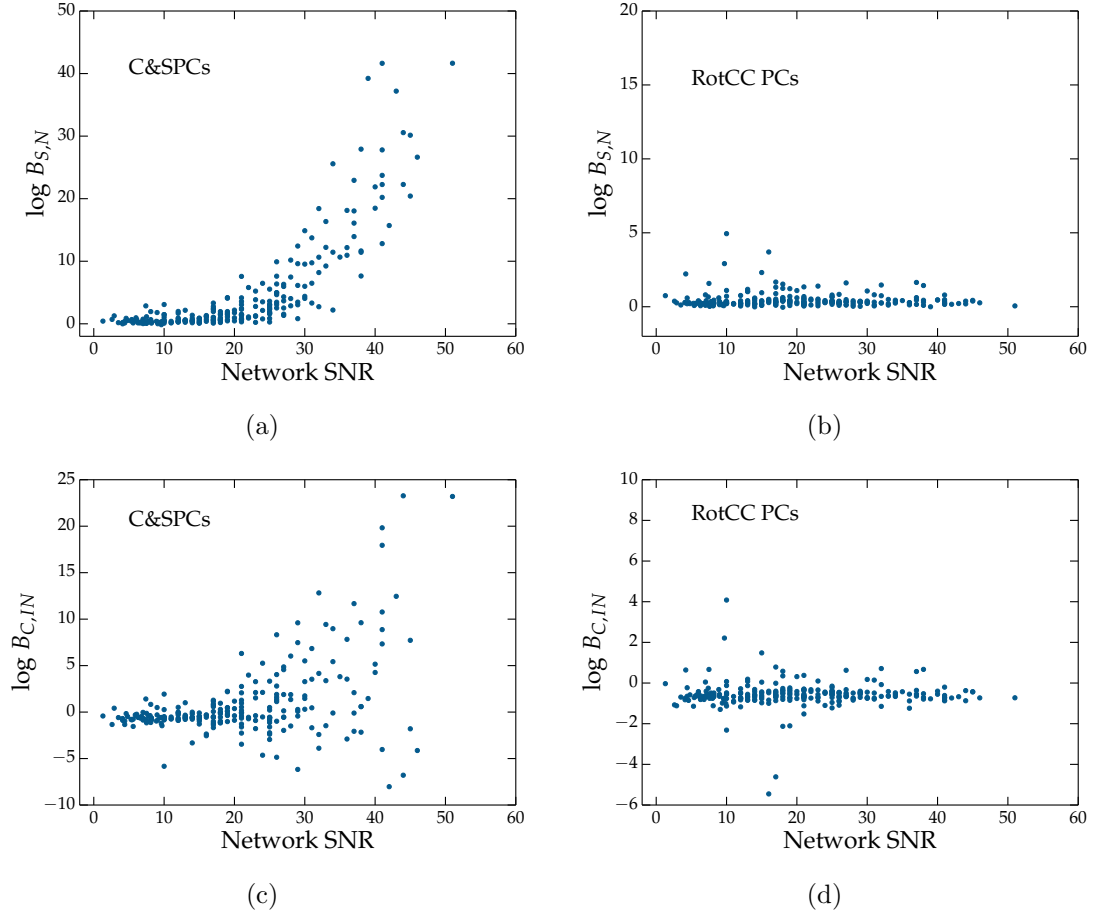 50
40
30
20
10
0
log B_{S,N}
C&SPCs
0 10 20 30 40 50 60
Network SNR
(a)
20
15
10
5
0
log B_{S,N}
RotCC PCs
0 10 20 30 40 50 60
Network SNR
(b)
25
20
15
10
5
0
−5
−10
log B_{C,IN}
C&SPCs
0 10 20 30 40 50 60
Network SNR
(c)
10
8
6
4
2
0
−2
−4
−6
log B_{C,IN}
RotCC PCs
0 10 20 30 40 50 60
Network SNR
(d)